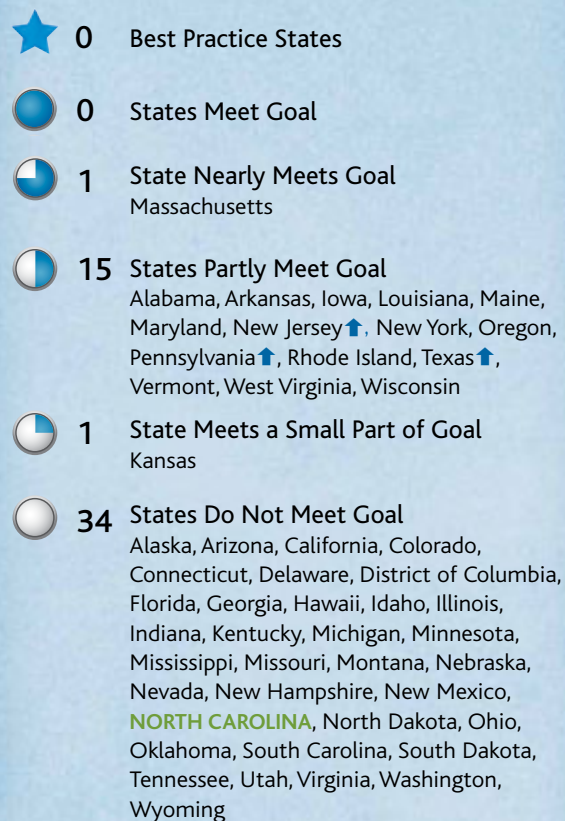 0 Best Practice States
0 States Meet Goal
1 State Nearly Meets Goal
Massachusetts
15 States Partly Meet Goal
Alabama, Arkansas, Iowa, Louisiana, Maine,
Maryland, New Jersey⬆, New York, Oregon,
Pennsylvania⬆, Rhode Island, Texas⬆,
Vermont, West Virginia, Wisconsin
1 State Meets a Small Part of Goal
Kansas
34 States Do Not Meet Goal
Alaska, Arizona, California, Colorado,
Connecticut, Delaware, District of Columbia,
Florida, Georgia, Hawaii, Idaho, Illinois,
Indiana, Kentucky, Michigan, Minnesota,
Mississippi, Missouri, Montana, Nebraska,
Nevada, New Hampshire, New Mexico,
NORTH CAROLINA, North Dakota, Ohio,
Oklahoma, South Carolina, South Dakota,
Tennessee, Utah, Virginia, Washington,
Wyoming